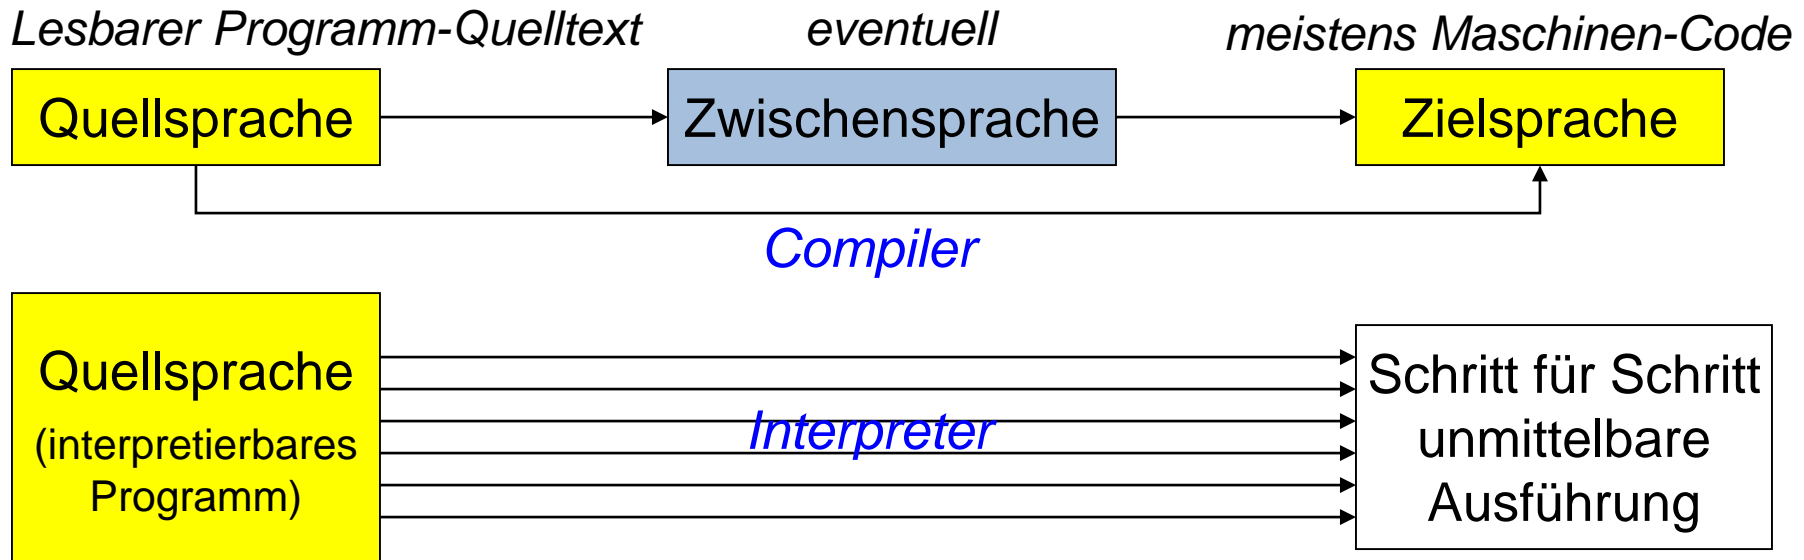 Lesbarer Programm-Quelltext
eventuell
meistens Maschinen-Code
Quellsprache
Zwischensprache
Zielsprache
Compiler
Quellsprache
(interpretierbares
Programm)
Interpreter
Schritt für Schritt
unmittelbare
Ausführung